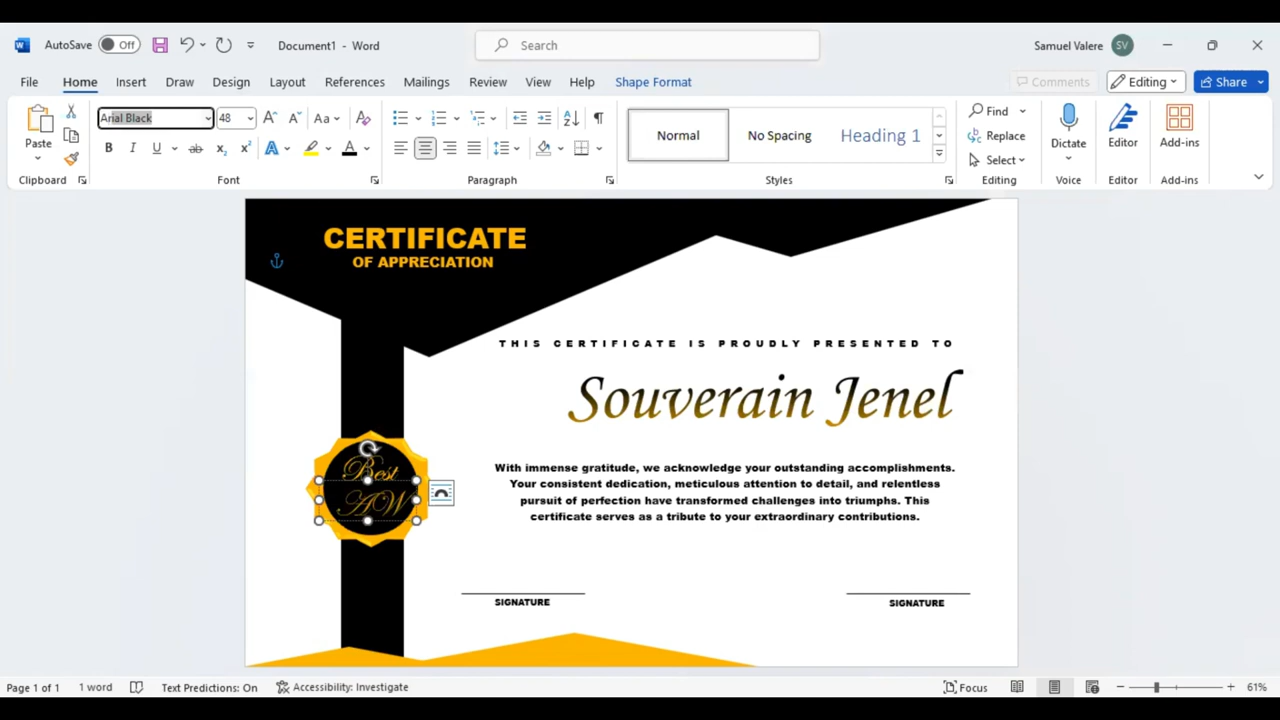 AutoSave Off Document1 - Word Search Samuel Valere SV
File Home Insert Draw Design Layout References Mailings Review View Help Shape Format Comments Editing Share
Paste Arial Black 48 Aa Normal No Spacing Heading 1 Find Replace Select Dictate Editor Add-ins
Clipboard Font Paragraph Styles Editing Voice Editor Add-ins
CERTIFICATE
OF APPRECIATION
THIS CERTIFICATE IS PROUDLY PRESENTED TO
Souverain Jenel
Best
AW
With immense gratitude, we acknowledge your outstanding accomplishments.
Your consistent dedication, meticulous attention to detail, and relentless
pursuit of perfection have transformed challenges into triumphs. This
certificate serves as a tribute to your extraordinary contributions.
SIGNATURE SIGNATURE
Page 1 of 1 1 word Text Predictions: On Accessibility: Investigate Focus 61%